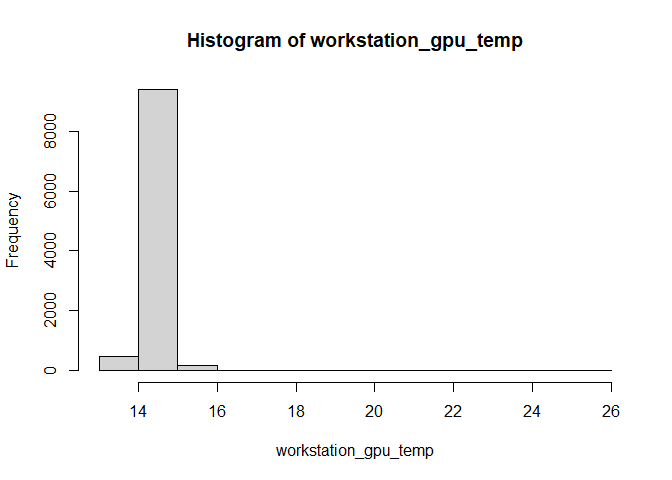 Histogram of workstation_gpu_temp
Frequency
8000
6000
4000
2000
0
14 16 18 20 22 24 26
workstation_gpu_temp